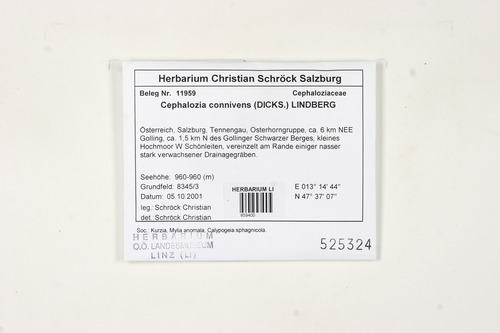 Herbarium Christian Schröck Salzburg
Beleg Nr. 11959 Cephaloziaceae
Cephalozia connivens (DICKS.) LINDBERG
Österreich, Salzburg, Tennengau, Osterhorngruppe, ca. 6 km NEE
Golling, ca. 1,5 km N des Gollinger Schwarzer Berges, kleines
Hochmoor W Schönleiten, vereinzelt am Rande einiger nasser
stark verwachsener Drainagegräben.
Seehöhe: 960-960 (m)
Grundfeld: 8345/3
Datum: 05.10.2001
leg.: Schröck Christian
det.: Schröck Christian
HERBARIUM LI
859400
E 013° 14' 44''
N 47° 37' 07''
Soc.: Kurzia, Mylia anomala, Calypogeia sphagnicola.
HERBARIUM
O.Ö. LANDESMUSEUM
LINZ (LI)
525324